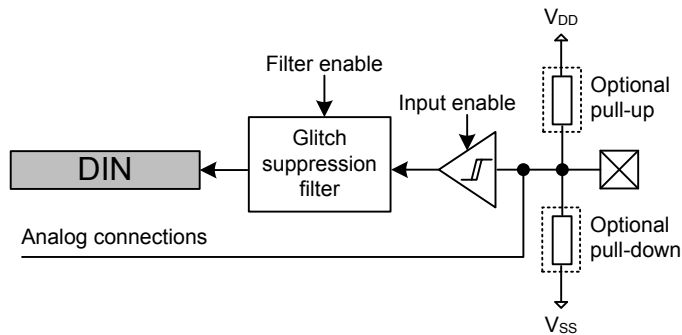 VDD
Filter enable
Optional
pull-up
Input enable
Glitch
suppression
filter
DIN
Analog connections
Optional
pull-down
VSS